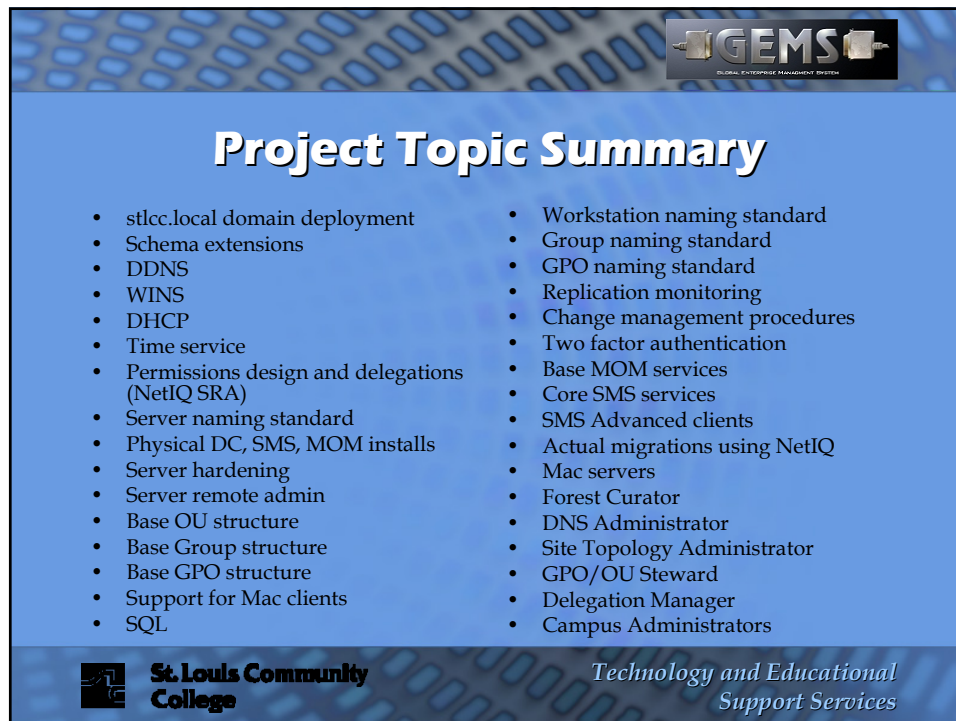 GEMS
GLOBAL ENTERPRISE MANAGMENT SYSTEM
Project Topic Summary
• stlcc.local domain deployment
• Schema extensions
• DDNS
• WINS
• DHCP
• Time service
• Permissions design and delegations
(NetIQ SRA)
• Server naming standard
• Physical DC, SMS, MOM installs
• Server hardening
• Server remote admin
• Base OU structure
• Base Group structure
• Base GPO structure
• Support for Mac clients
• SQL
• Workstation naming standard
• Group naming standard
• GPO naming standard
• Replication monitoring
• Change management procedures
• Two factor authentication
• Base MOM services
• Core SMS services
• SMS Advanced clients
• Actual migrations using NetIQ
• Mac servers
• Forest Curator
• DNS Administrator
• Site Topology Administrator
• GPO/OU Steward
• Delegation Manager
• Campus Administrators
St. Louis Community
College
Technology and Educational
Support Services